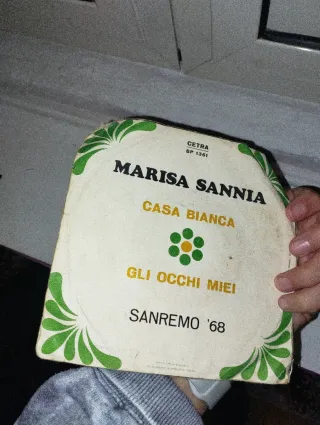 CETRA
SP 1361
MARISA SANNIA
CASA BIANCA
GLI OCCHI MIEI
SANREMO '68